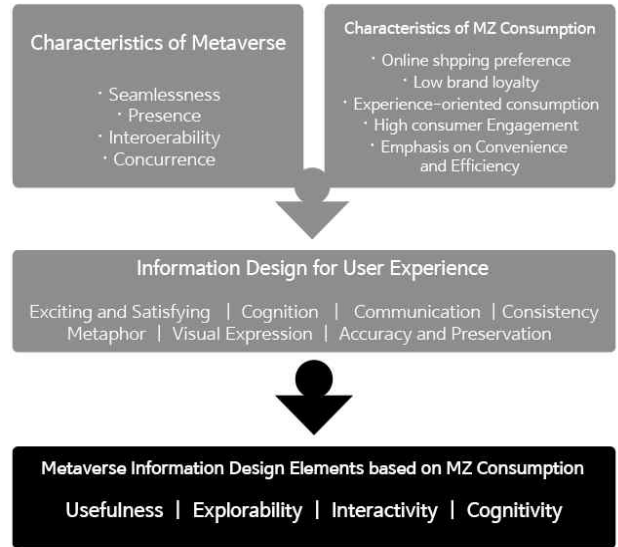 Characteristics of Metaverse
· Seamlessness
· Presence
· Interoerability
· Concurrence
Characteristics of MZ Consumption
· Online shpping preference
· Low brand loyalty
· Experience-oriented consumption
· High consumer Engagement
· Emphasis on Convenience
and Efficiency
Information Design for User Experience
Exciting and Satisfying | Cognition | Communication | Consistency
Metaphor | Visual Expression | Accuracy and Preservation
Metaverse Information Design Elements based on MZ Consumption
Usefulness | Explorability | Interactivity | Cognitivity